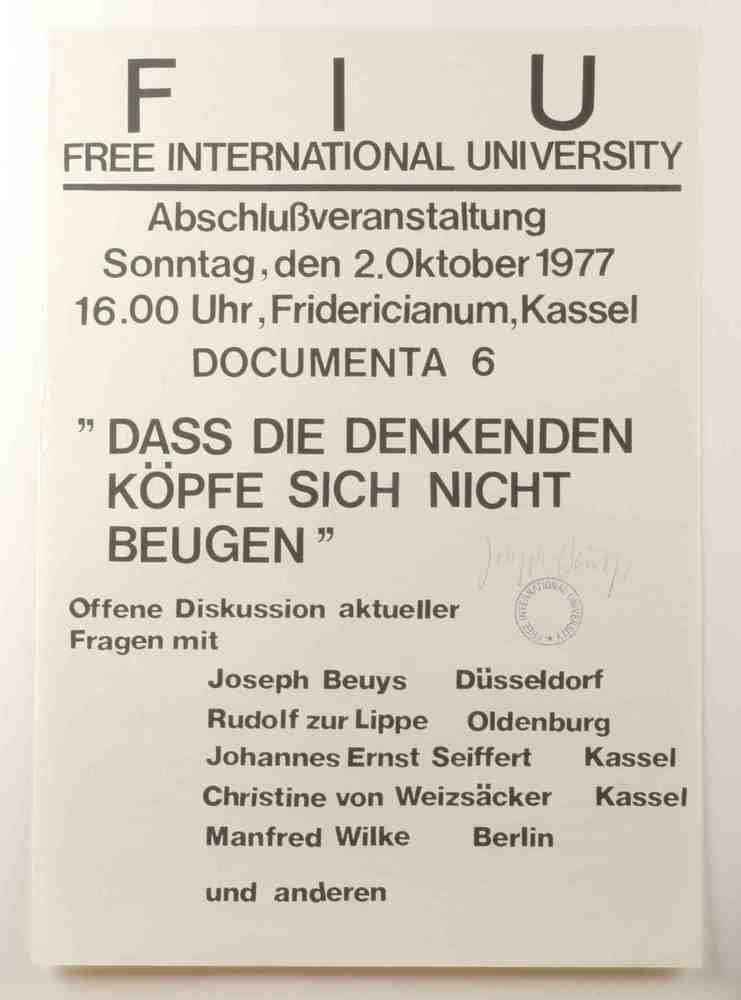 F I U
FREE INTERNATIONAL UNIVERSITY
Abschlußveranstaltung
Sonntag, den 2.Oktober 1977
16.00 Uhr, Fridericianum, Kassel
DOCUMENTA 6
" DASS DIE DENKENDEN
KÖPFE SICH NICHT
BEUGEN "
Joseph Beuys
FREE INTERNATIONAL UNIVERSITY
Offene Diskussion aktueller
Fragen mit
Joseph Beuys Düsseldorf
Rudolf zur Lippe Oldenburg
Johannes Ernst Seiffert Kassel
Christine von Weizsäcker Kassel
Manfred Wilke Berlin
und anderen